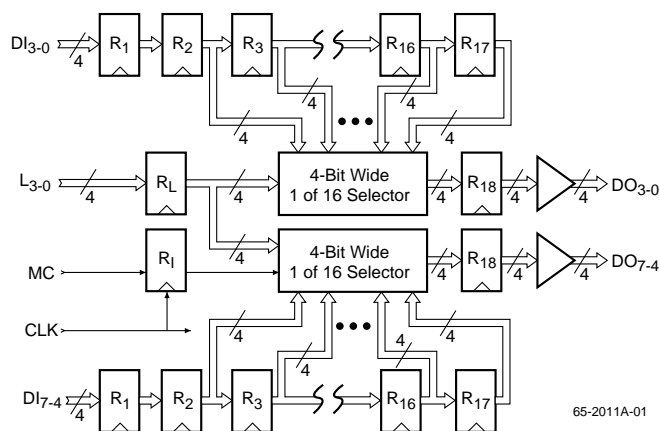 DI3-0 4 R1 R2 R3 R16 R17
4 4 4 4
L3-0 4 RL 4 4-Bit Wide 1 of 16 Selector 4 R18 4 4 DO3-0
MC RI 4 4-Bit Wide 1 of 16 Selector 4 R18 4 4 DO7-4
CLK
4 4 4 4
DI7-4 4 R1 R2 R3 R16 R17
65-2011A-01